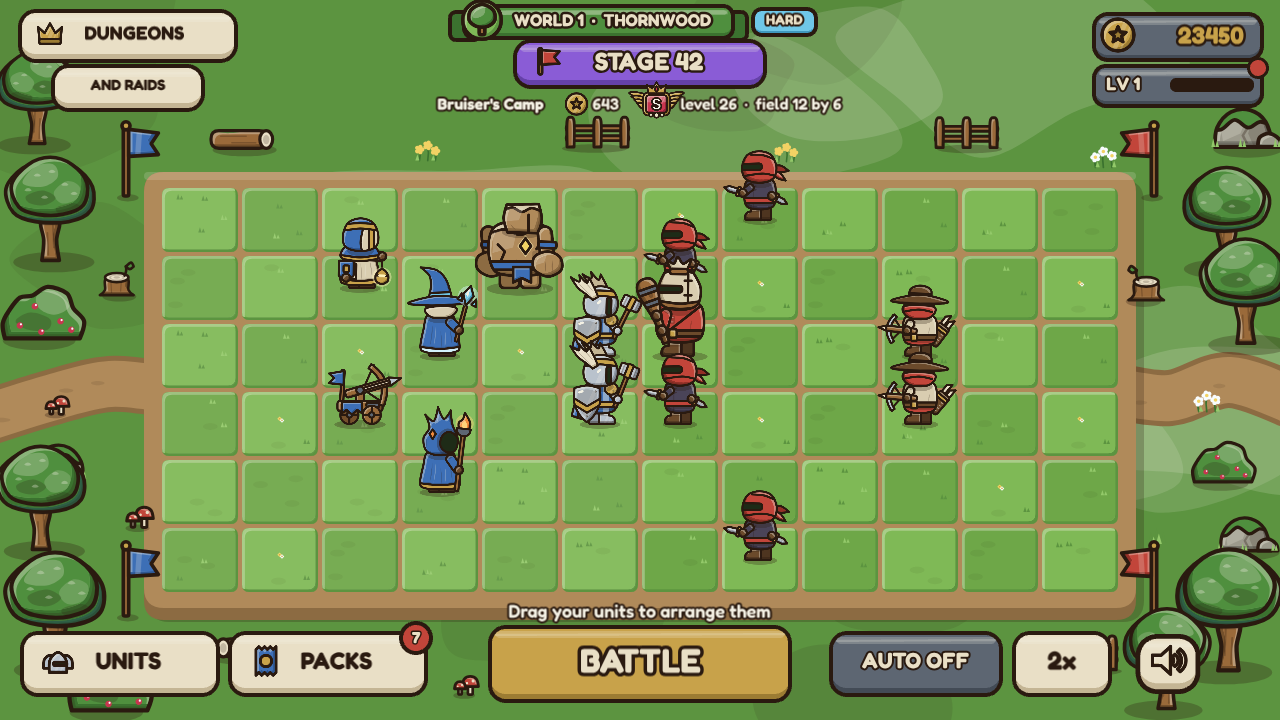 DUNGEONS
AND RAIDS
WORLD 1 · THORNWOOD
HARD
STAGE 42
Bruiser's Camp 643 S level 26 · field 12 by 6
23450
LV 1
Drag your units to arrange them
UNITS
PACKS
7
BATTLE
AUTO OFF
2x